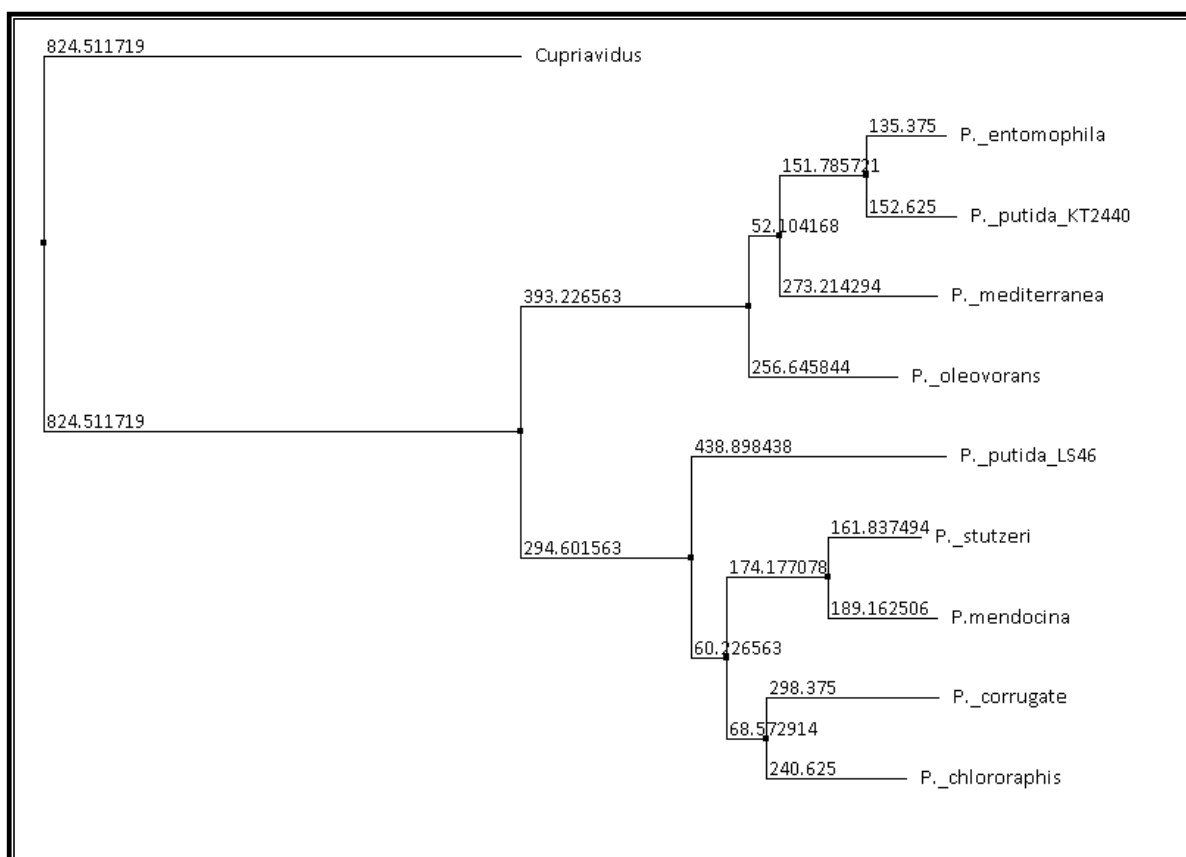 824.511719
Cupriavidus
135.375
P._entomophila
151.785721
152.625
P._putida_KT2440
52.104168
273.214294
P._mediterranea
393.226563
256.645844
P._oleovorans
824.511719
438.898438
P._putida_LS46
161.837494
P._stutzeri
294.601563
174.177078
189.162506
P.mendocina
60.226563
298.375
P._corrugate
68.572914
240.625
P._chlororaphis